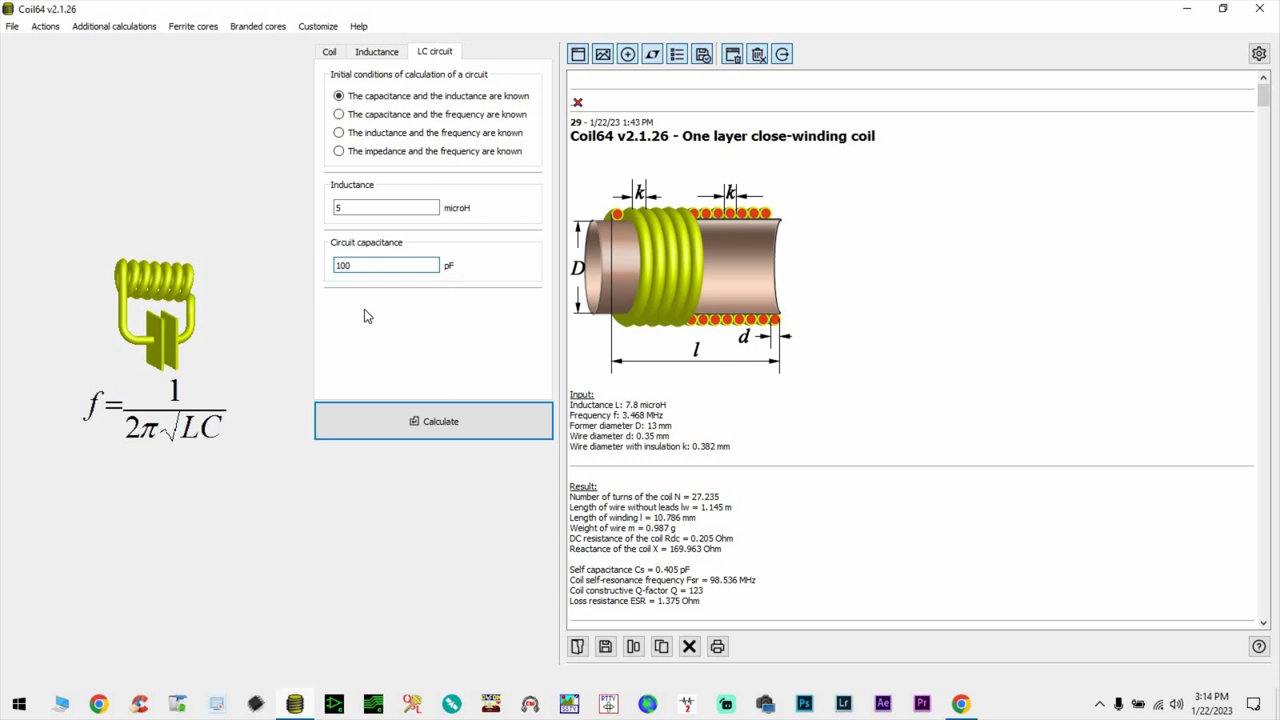 Coil64 v2.1.26
File Actions Additional calculations Ferrite cores Branded cores Customize Help
Coil Inductance LC circuit
Initial conditions of calculation of a circuit
The capacitance and the inductance are known
The capacitance and the frequency are known
The inductance and the frequency are known
The impedance and the frequency are known
Inductance
5 microH
Circuit capacitance
100 pF
Calculate
f=1/2π√LC
29 - 1/22/23 1:43 PM
Coil64 v2.1.26 - One layer close-winding coil
k k
D
d
l
Input:
Inductance L: 7.8 microH
Frequency f: 3.468 MHz
Former diameter D: 13 mm
Wire diameter d: 0.35 mm
Wire diameter with insulation k: 0.382 mm
Result:
Number of turns of the coil N = 27.235
Length of wire without leads lw = 1.145 m
Length of winding l = 10.786 mm
Weight of wire m = 0.987 g
DC resistance of the coil Rdc = 0.205 Ohm
Reactance of the coil X = 169.963 Ohm
Self capacitance Cs = 0.405 pF
Coil self-resonance frequency Fsr = 98.536 MHz
Coil constructive Q-factor Q = 123
Loss resistance ESR = 1.375 Ohm
RTTY
SSTV
2
Ps Lr Ae Pr
3:14 PM
1/22/2023